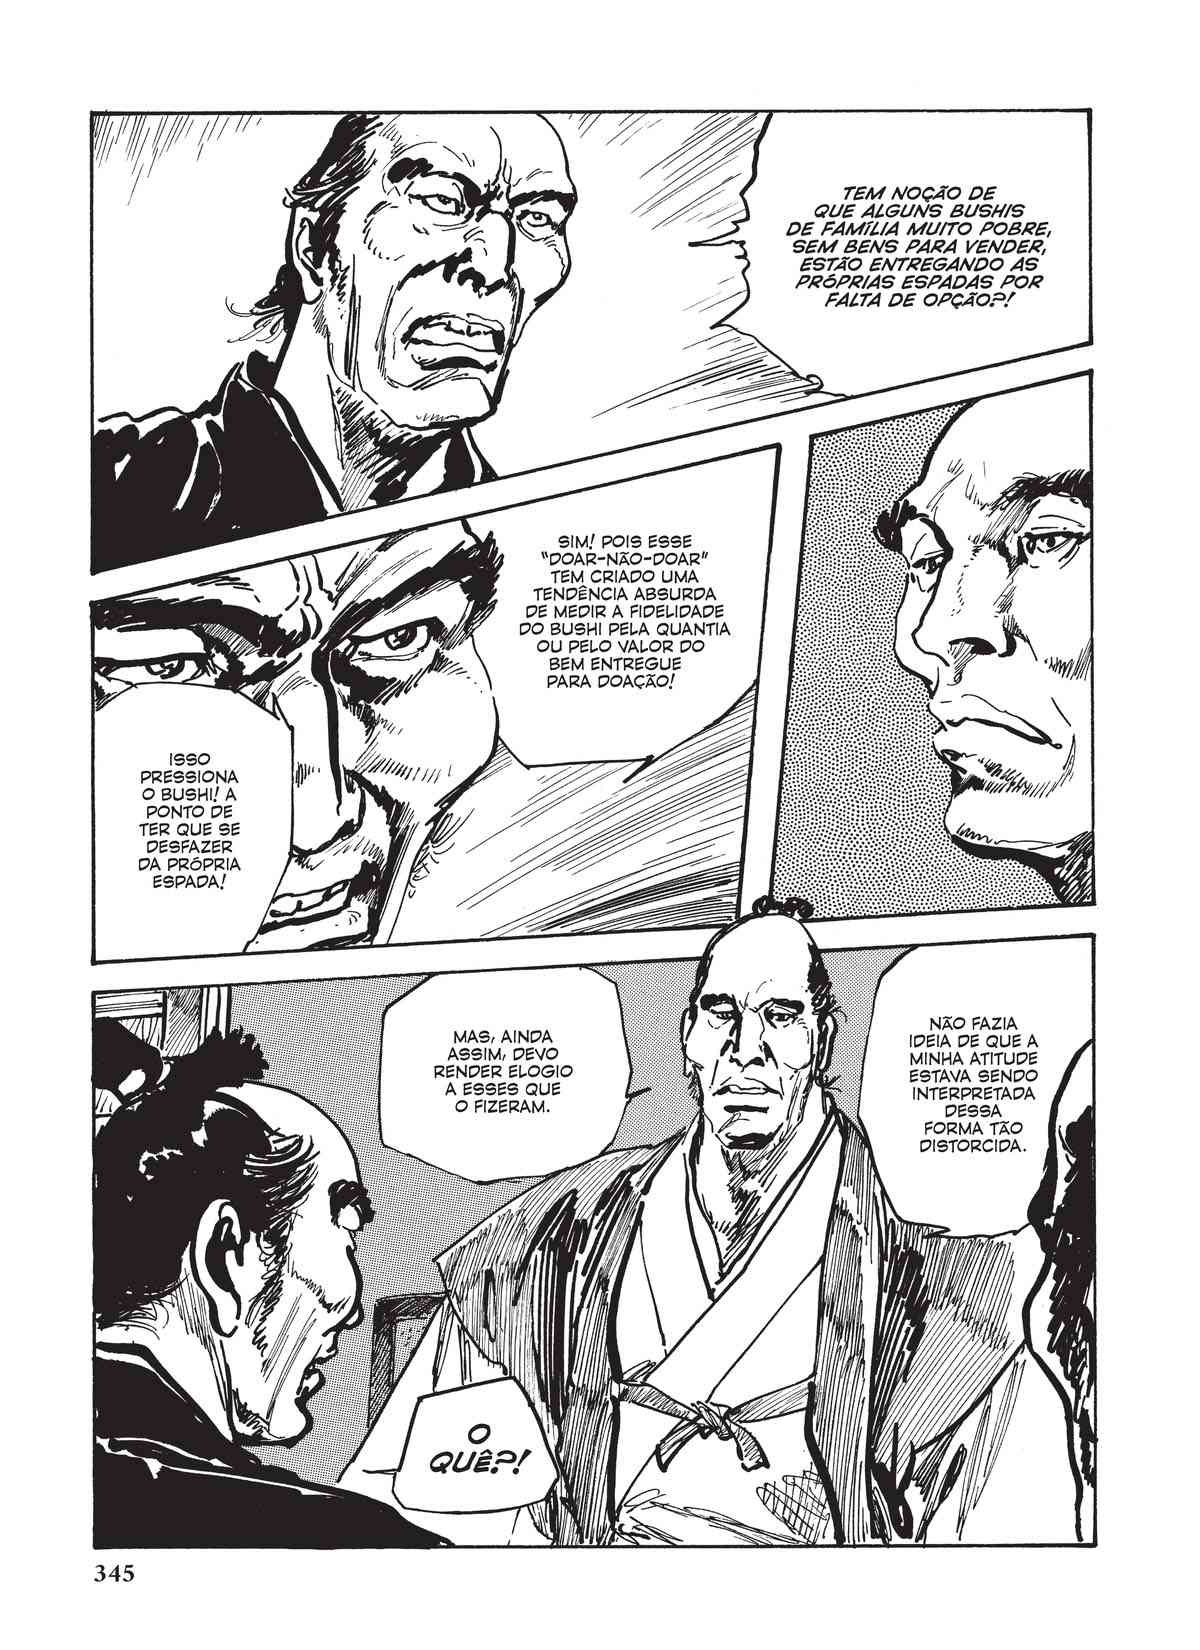 TEM NOÇÃO DE
QUE ALGUNS BUSHIS
DE FAMÍLIA MUITO POBRE,
SEM BENS PARA VENDER,
ESTÃO ENTREGANDO AS
PRÓPRIAS ESPADAS POR
FALTA DE OPÇÃO?!
SIM! POIS ESSE
"DOAR-NÃO-DOAR"
TEM CRIADO UMA
TENDÊNCIA ABSURDA
DE MEDIR A FIDELIDADE
DO BUSHI PELA QUANTIA
OU PELO VALOR DO
BEM ENTREGUE
PARA DOAÇÃO!
ISSO
PRESSIONA
O BUSHI! A
PONTO DE
TER QUE SE
DESFAZER
DA PRÓPRIA
ESPADA!
MAS, AINDA
ASSIM, DEVO
RENDER ELOGIO
A ESSES QUE
O FIZERAM.
NÃO FAZIA
IDEIA DE QUE A
MINHA ATITUDE
ESTAVA SENDO
INTERPRETADA
DESSA
FORMA TÃO
DISTORCIDA.
O
QUÊ?!
345